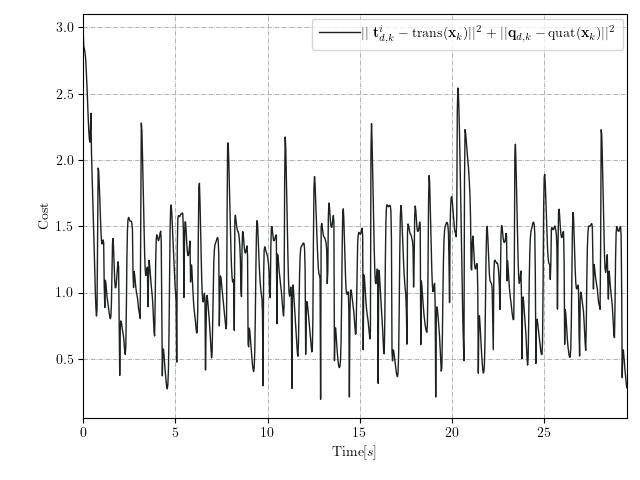 || t^i_{d,k} − trans(x_k)||^2 + ||q_{d,k} − quat(x_k)||^2
3.0
2.5
2.0
1.5
1.0
0.5
Cost
0 5 10 15 20 25
Time[s]